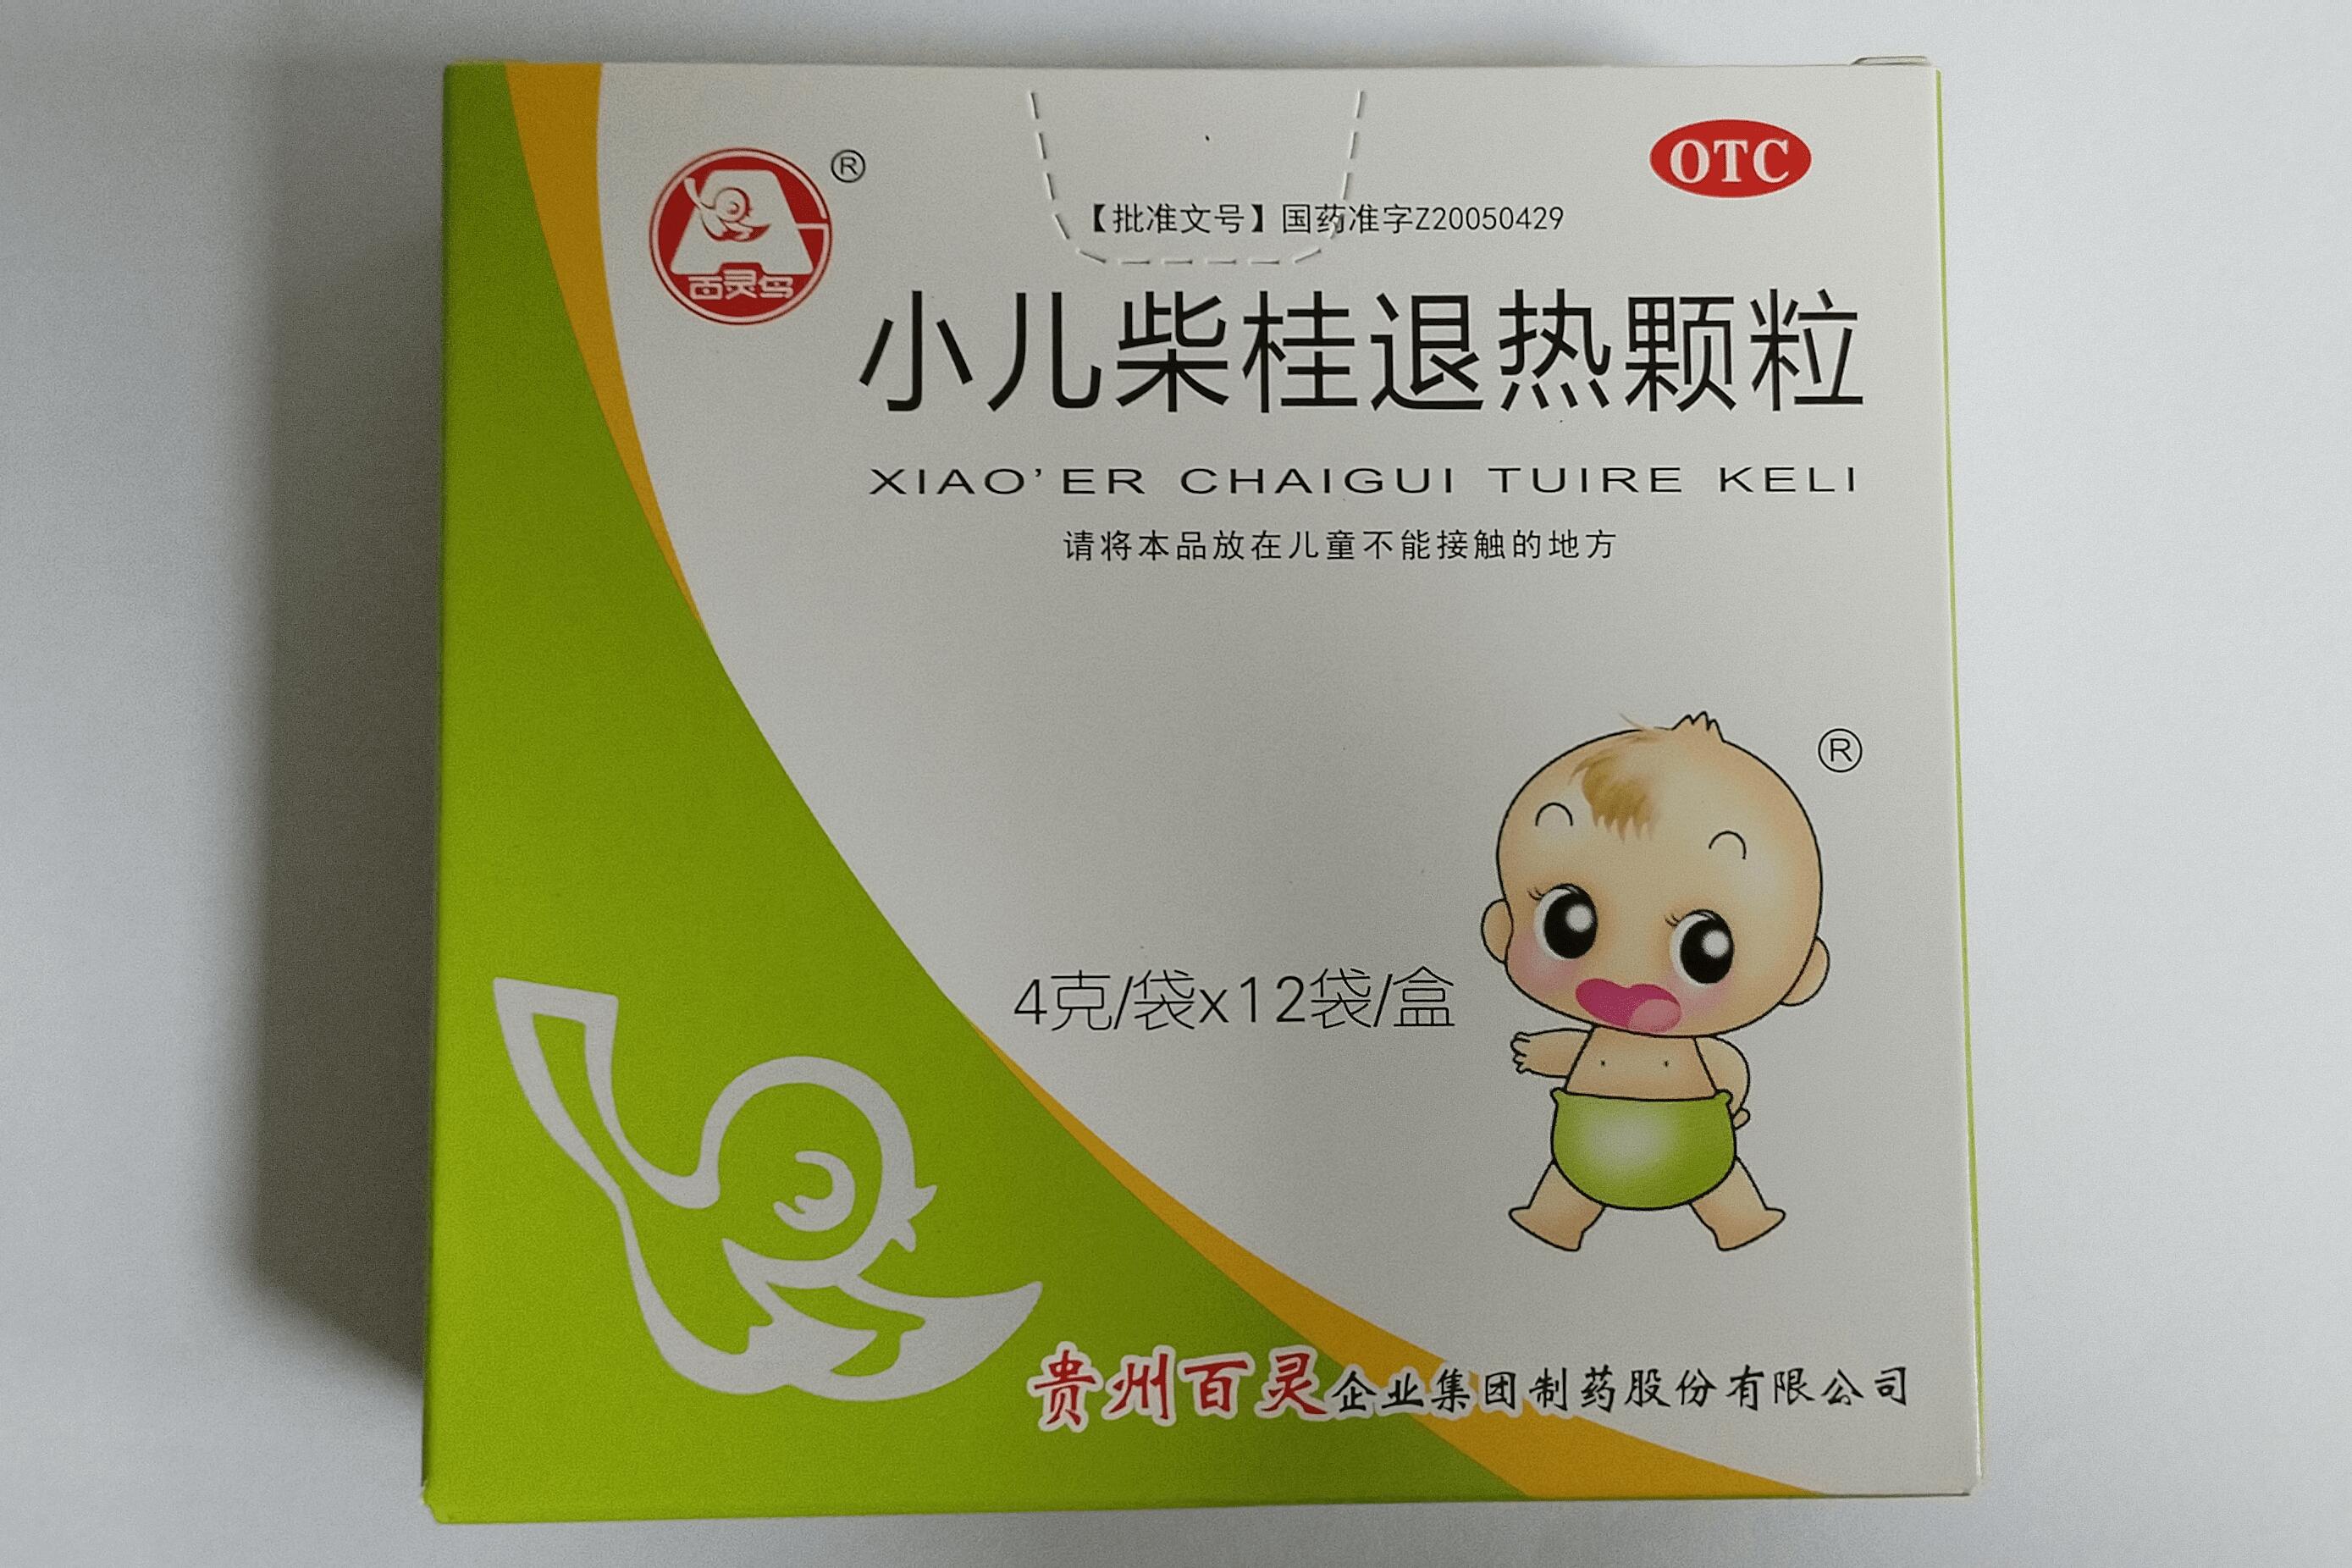 百灵鸟
®
OTC
【批准文号】国药准字Z20050429
小儿柴桂退热颗粒
XIAO'ER CHAIGUI TUIRE KELI
请将本品放在儿童不能接触的地方
®
4克/袋x12袋/盒
贵州百灵企业集团制药股份有限公司